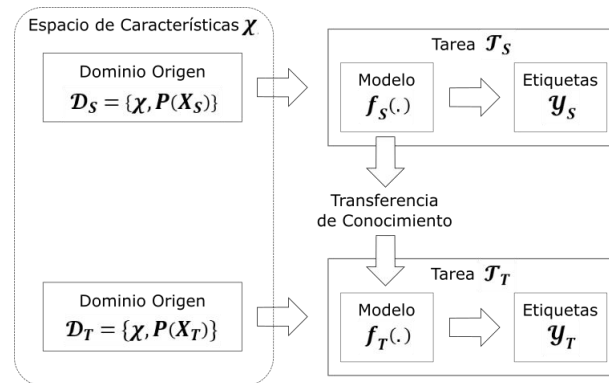 Espacio de Características χ
Dominio Origen
𝒟_S = {χ, P(X_S)}
Tarea 𝒯_S
Modelo
f_S(.)
Etiquetas
𝒴_S
Transferencia
de Conocimiento
Dominio Origen
𝒟_T = {χ, P(X_T)}
Tarea 𝒯_T
Modelo
f_T(.)
Etiquetas
𝒴_T